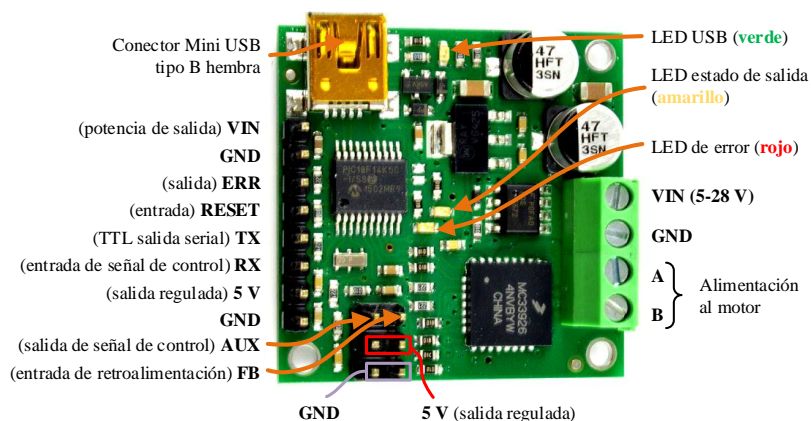 Conector Mini USB
tipo B hembra
LED USB (verde)
LED estado de salida
(amarillo)
LED de error (rojo)
(potencia de salida) VIN
GND
(salida) ERR
(entrada) RESET
(TTL salida serial) TX
(entrada de señal de control) RX
(salida regulada) 5 V
GND
(salida de señal de control) AUX
(entrada de retroalimentación) FB
GND
5 V (salida regulada)
VIN (5-28 V)
GND
A
B
Alimentación
al motor
47
HFT
3SN
47
HFT
3SN
MC33926
4NVBYW
CHINA